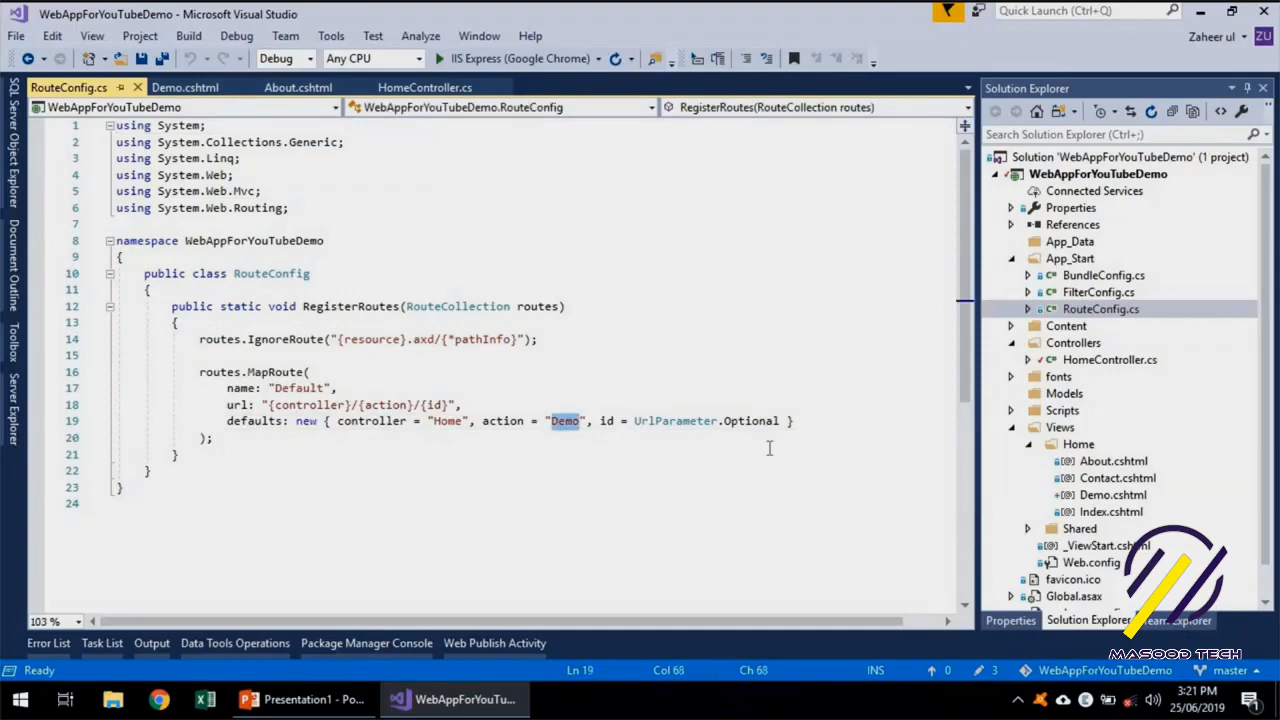 WebAppForYouTubeDemo - Microsoft Visual Studio
Quick Launch (Ctrl+Q)
File Edit View Project Build Debug Team Tools Test Analyze Window Help
Zaheer ul ZU
Debug Any CPU IIS Express (Google Chrome)
RouteConfig.cs Demo.cshtml About.cshtml HomeController.cs
WebAppForYouTubeDemo WebAppForYouTubeDemo.RouteConfig RegisterRoutes(RouteCollection routes)
SQL Server Object Explorer
Document Outline
Toolbox
Server Explorer
1 using System;
2 using System.Collections.Generic;
3 using System.Linq;
4 using System.Web;
5 using System.Web.Mvc;
6 using System.Web.Routing;
7
8 namespace WebAppForYouTubeDemo
9 {
10 public class RouteConfig
11 {
12 public static void RegisterRoutes(RouteCollection routes)
13 {
14 routes.IgnoreRoute("{resource}.axd/{*pathInfo}");
15
16 routes.MapRoute(
17 name: "Default",
18 url: "{controller}/{action}/{id}",
19 defaults: new { controller = "Home", action = "Demo", id = UrlParameter.Optional }
20 );
21 }
22 }
23 }
24
103 %
Solution Explorer
Search Solution Explorer (Ctrl+;)
Solution 'WebAppForYouTubeDemo' (1 project)
WebAppForYouTubeDemo
Connected Services
Properties
References
App_Data
App_Start
BundleConfig.cs
FilterConfig.cs
RouteConfig.cs
Content
Controllers
HomeController.cs
fonts
Models
Scripts
Views
Home
About.cshtml
Contact.cshtml
Demo.cshtml
Index.cshtml
Shared
_ViewStart.cshtml
Web.config
favicon.ico
Global.asax
Properties Solution Explorer Team Explorer
MASOOD TECH
Error List Task List Output Data Tools Operations Package Manager Console Web Publish Activity
Ready Ln 19 Col 68 Ch 68 INS 0 3 WebAppForYouTubeDemo master
Presentation1 - Po... WebAppForYouTu...
3:21 PM
25/06/2019
1